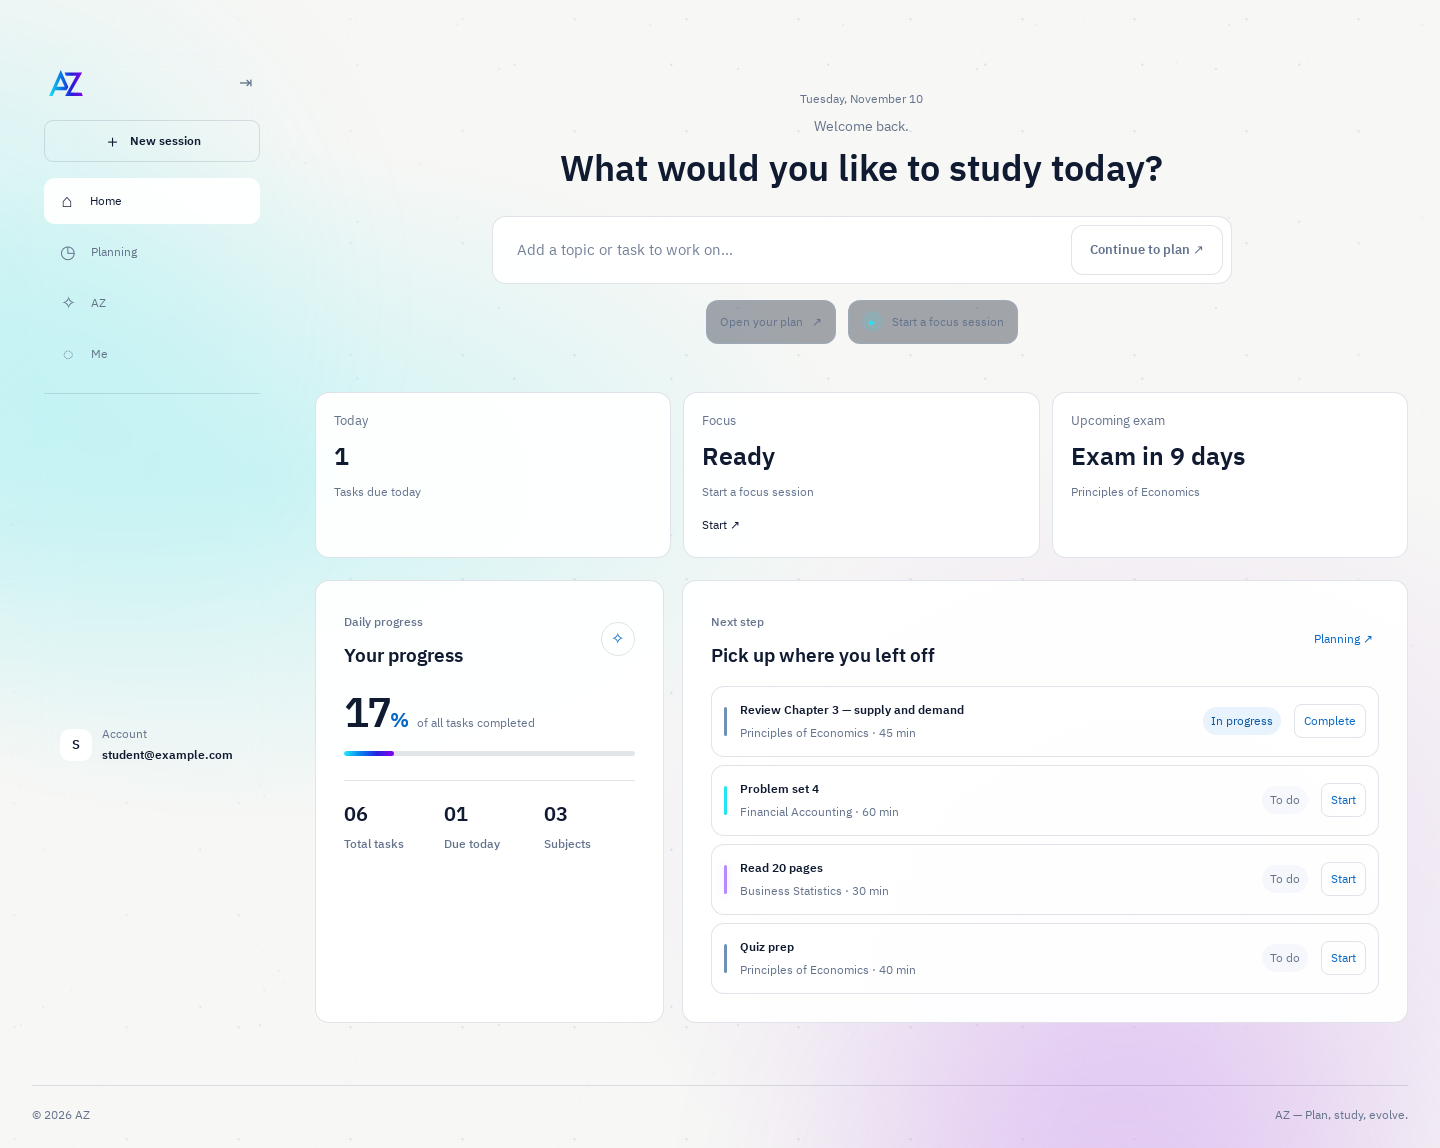 AZ
New session
Home
Planning
AZ
Me
Account
S
student@example.com
Tuesday, November 10
Welcome back.
What would you like to study today?
Add a topic or task to work on...
Continue to plan ↗
Open your plan ↗
Start a focus session
Today
1
Tasks due today
Focus
Ready
Start a focus session
Start ↗
Upcoming exam
Exam in 9 days
Principles of Economics
Daily progress
Your progress
17% of all tasks completed
06 01 03
Total tasks Due today Subjects
Next step
Pick up where you left off
Planning ↗
Review Chapter 3 — supply and demand
Principles of Economics · 45 min
In progress Complete
Problem set 4
Financial Accounting · 60 min
To do Start
Read 20 pages
Business Statistics · 30 min
To do Start
Quiz prep
Principles of Economics · 40 min
To do Start
© 2026 AZ
AZ — Plan, study, evolve.